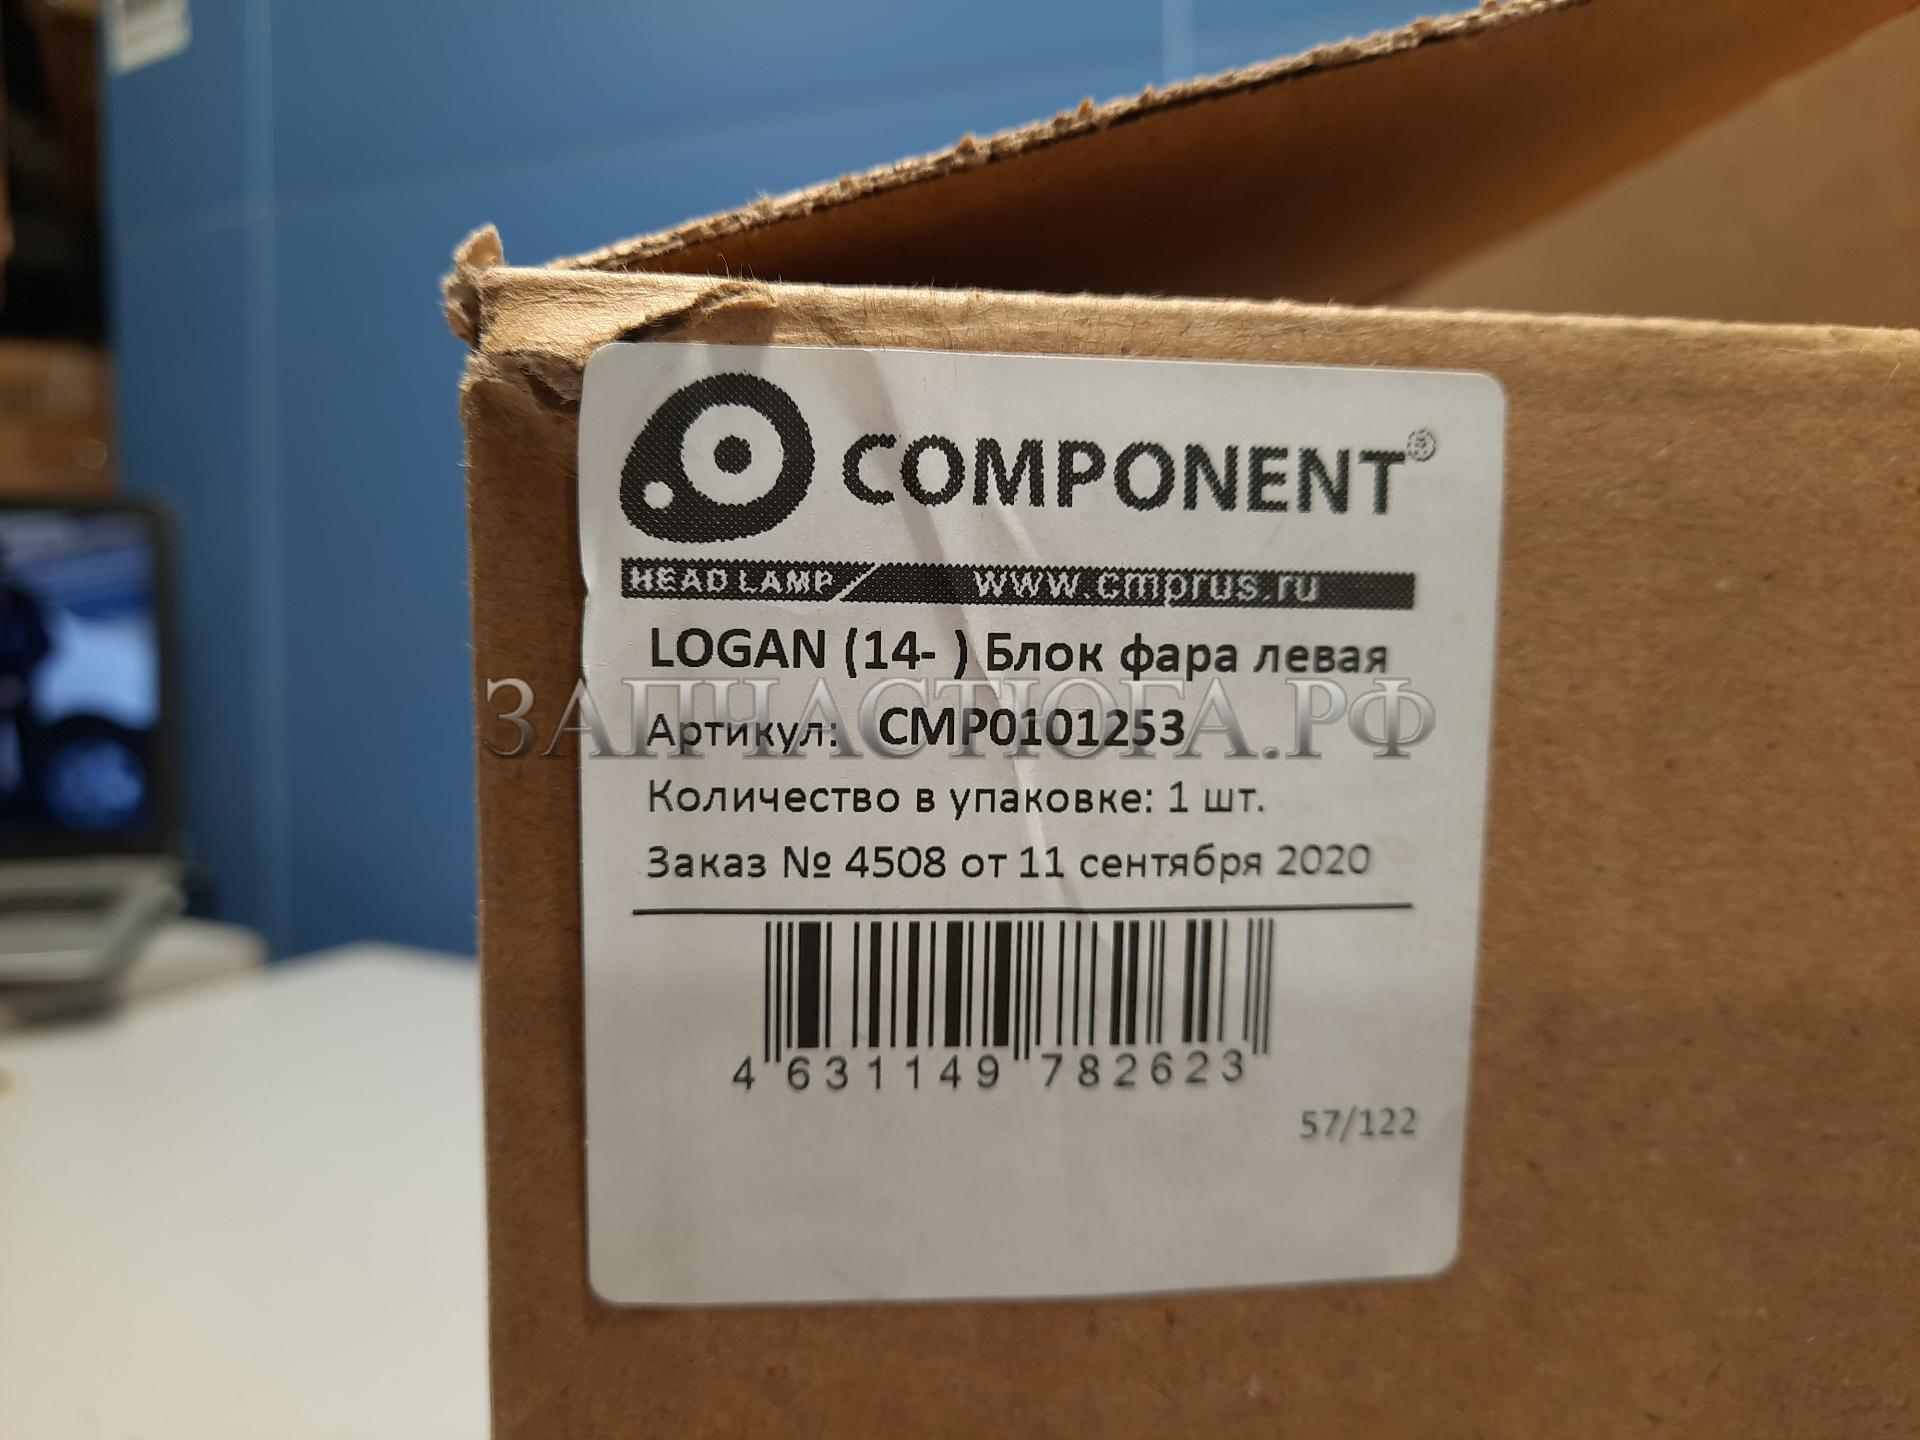 COMPONENT®
HEAD LAMP www.cmprus.ru
LOGAN (14- ) Блок фара левая
ЗАПЧАСТЮГА.РФ
Артикул: CMP0101253
Количество в упаковке: 1 шт.
Заказ № 4508 от 11 сентября 2020
4 631149 782623
57/122